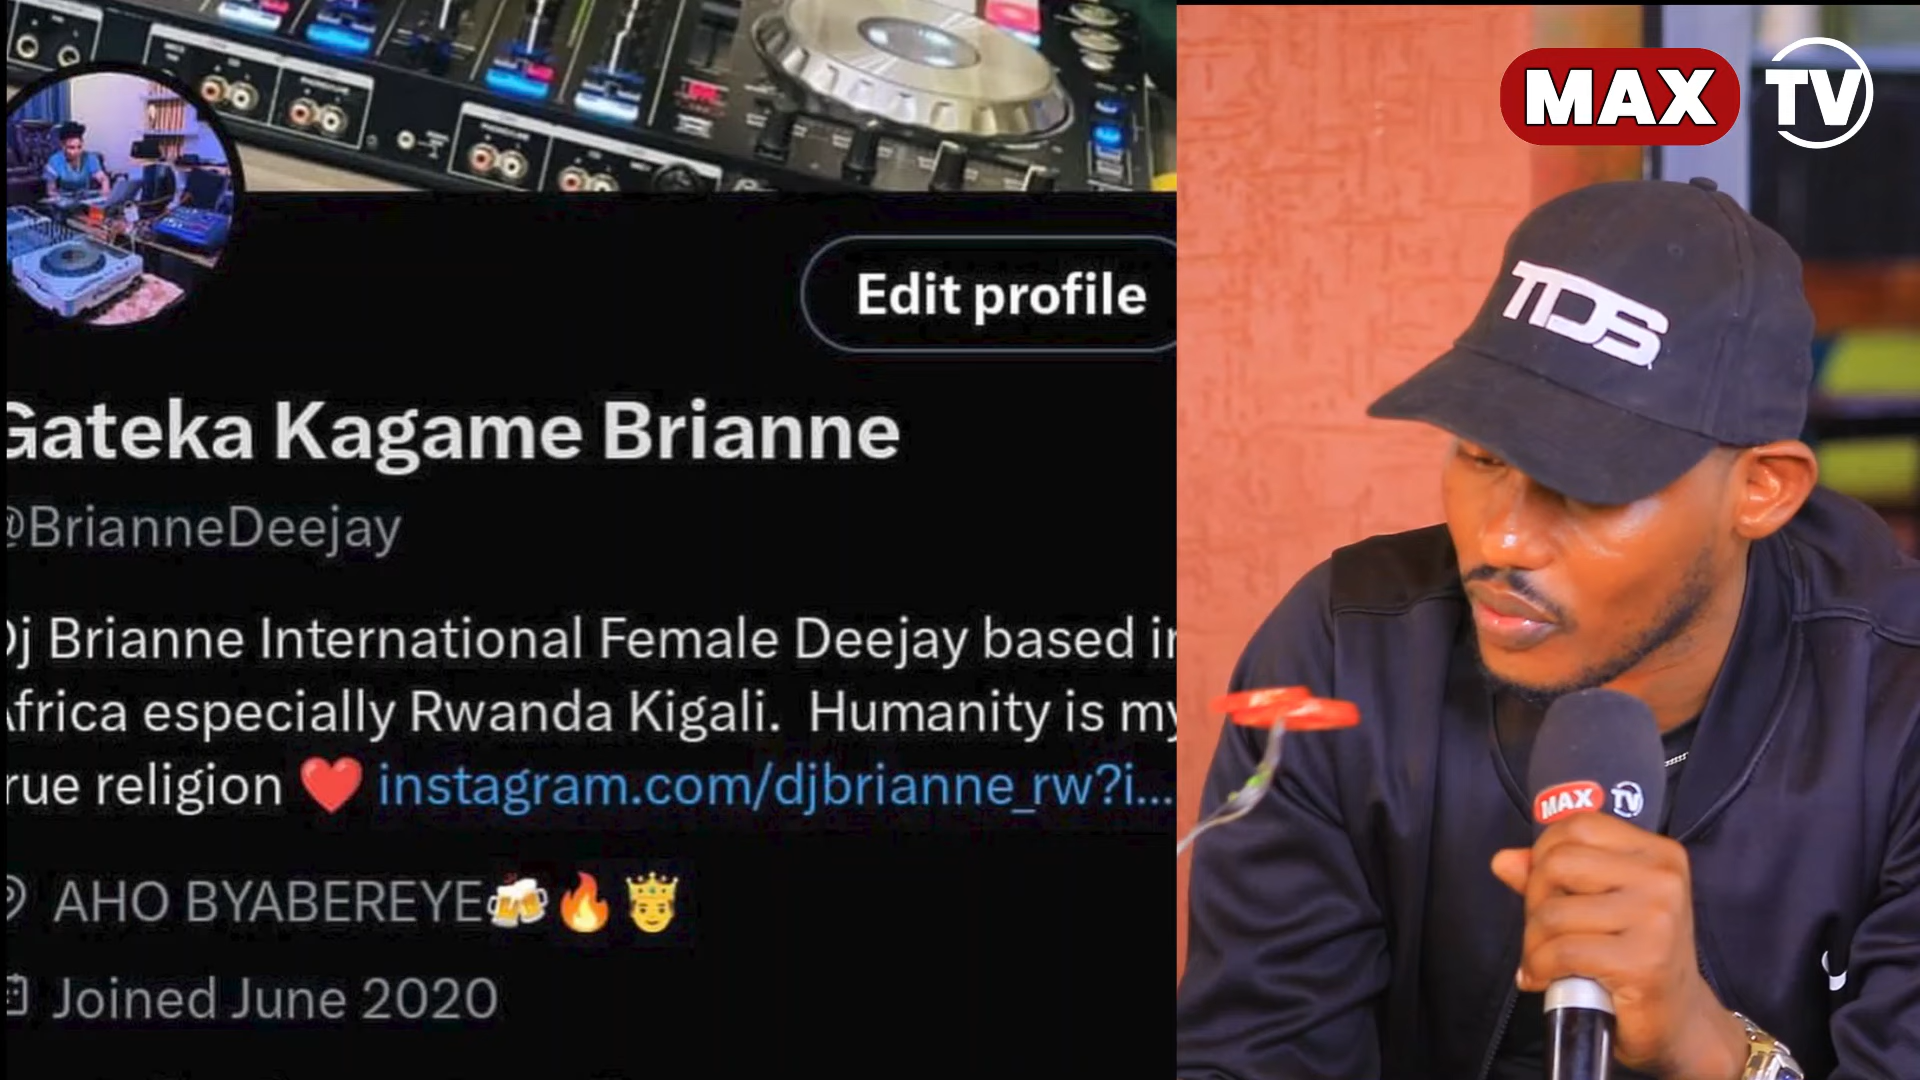 Edit profile
Gateka Kagame Brianne
@BrianneDeejay
Dj Brianne International Female Deejay based in
Africa especially Rwanda Kigali. Humanity is my
true religion ❤️ instagram.com/djbrianne_rw?i...
AHO BYABEREYE🍻🔥🤴
Joined June 2020
MAX TV
TDS
MAX TV